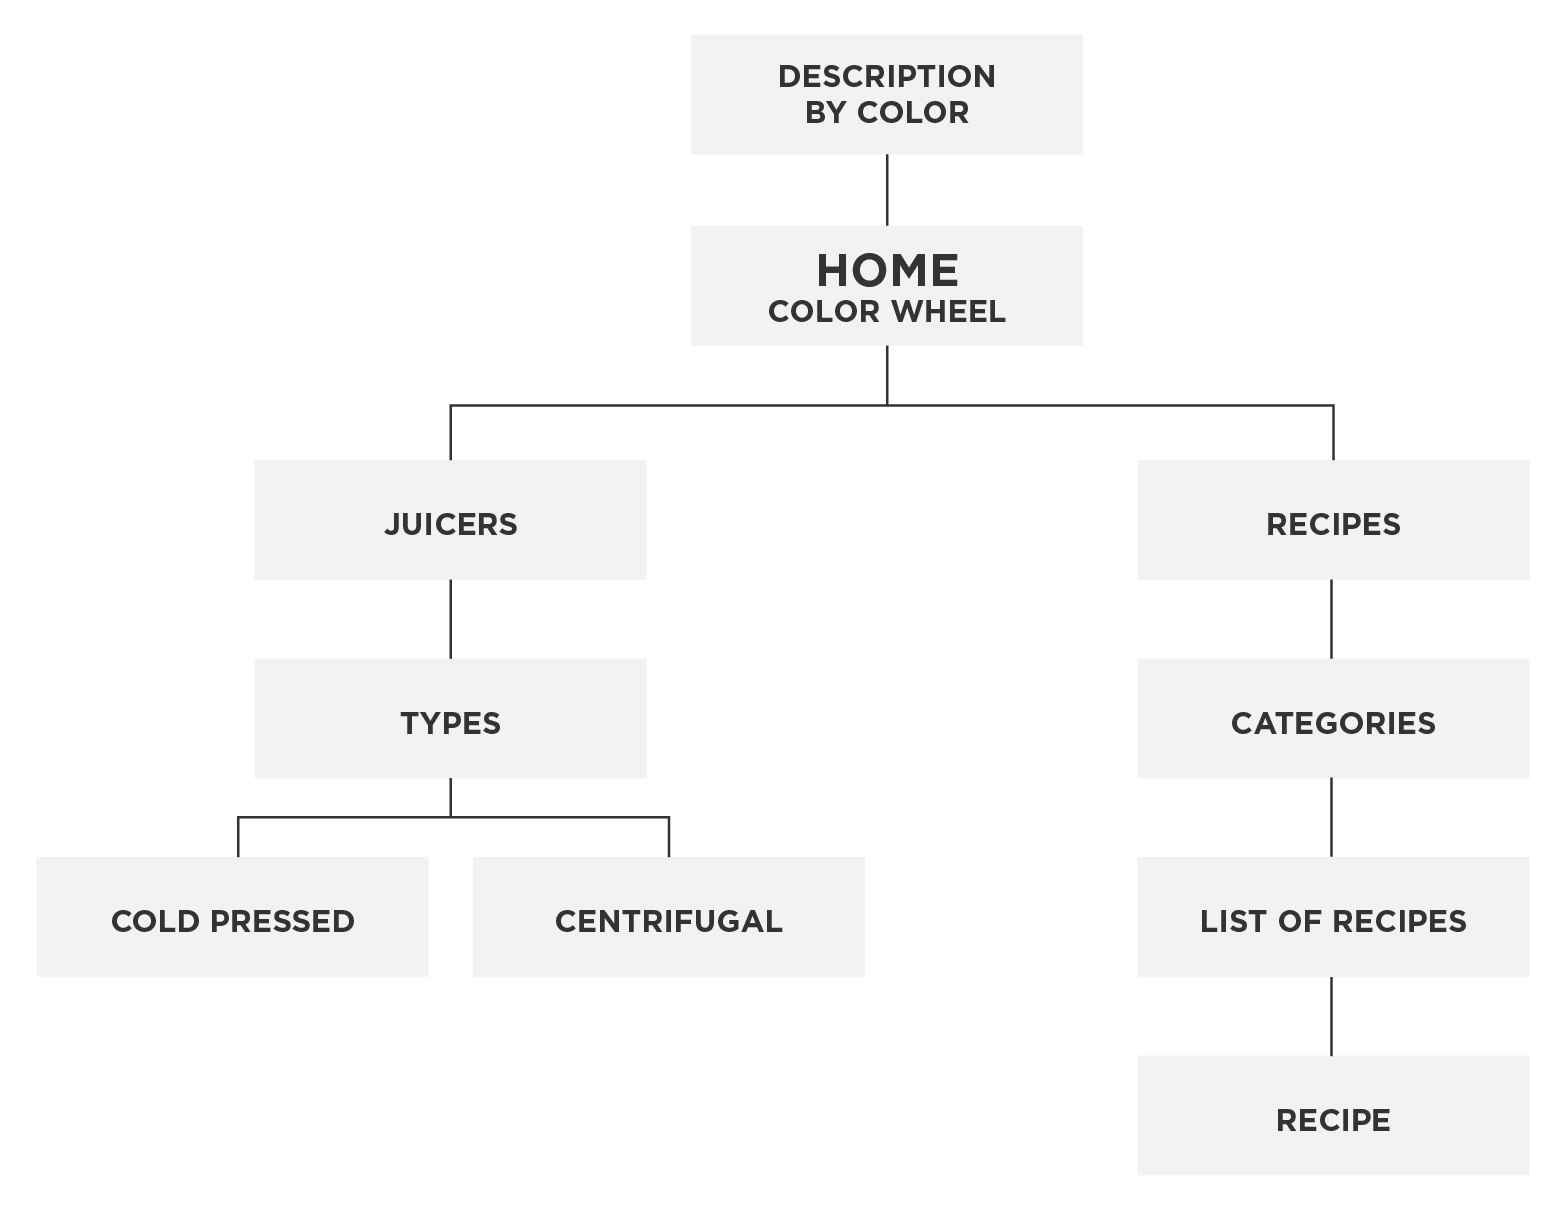 DESCRIPTION
BY COLOR
HOME
COLOR WHEEL
JUICERS
RECIPES
TYPES
CATEGORIES
COLD PRESSED
CENTRIFUGAL
LIST OF RECIPES
RECIPE